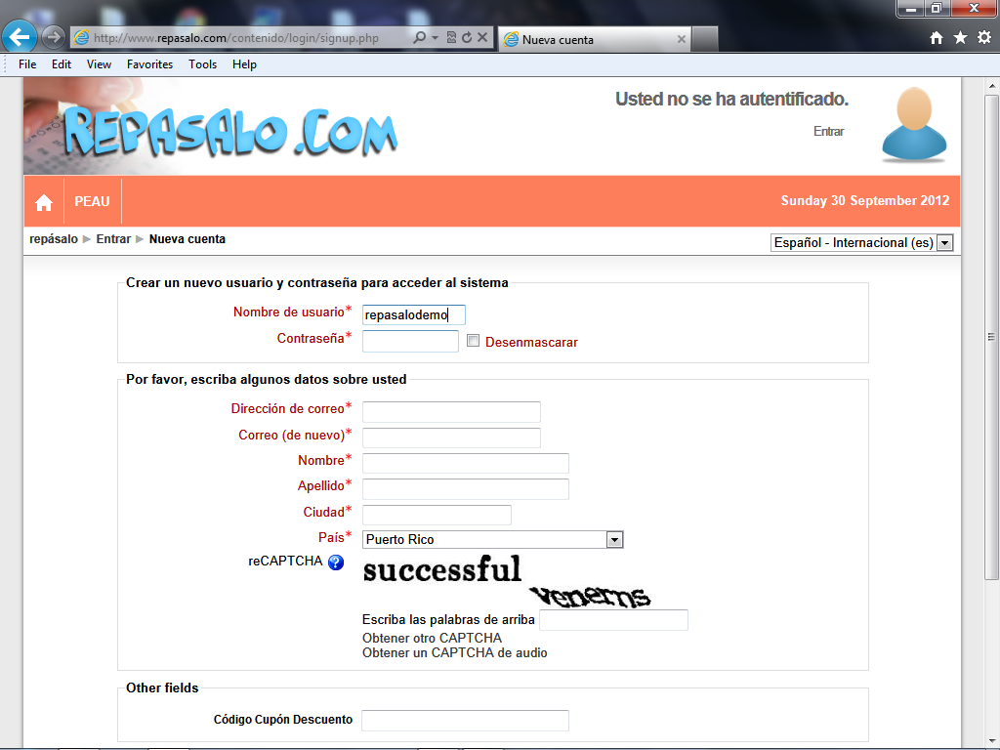 http://www.repasalo.com/contenido/login/signup.php
Nueva cuenta
File Edit View Favorites Tools Help
REPASALO.COM
Usted no se ha autentificado.
Entrar
PEAU
Sunday 30 September 2012
repásalo ► Entrar ► Nueva cuenta
Español - Internacional (es)
Crear un nuevo usuario y contraseña para acceder al sistema
Nombre de usuario* repasalodemo
Contraseña* Desenmascarar
Por favor, escriba algunos datos sobre usted
Dirección de correo*
Correo (de nuevo)*
Nombre*
Apellido*
Ciudad*
País* Puerto Rico
reCAPTCHA ?
successful
Escriba las palabras de arriba
Obtener otro CAPTCHA
Obtener un CAPTCHA de audio
Other fields
Código Cupón Descuento